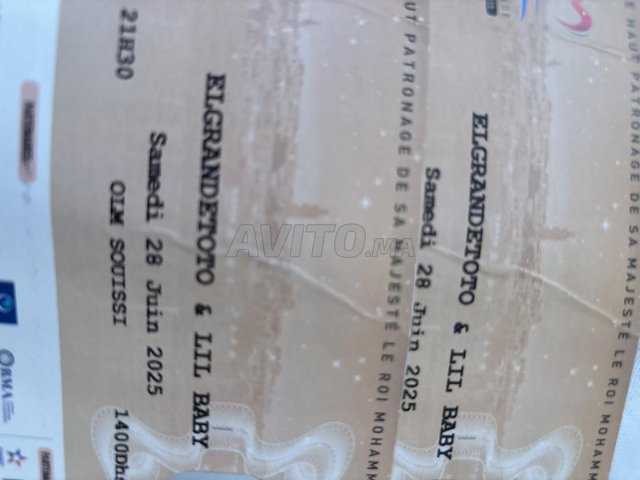 HAUT PATRONAGE DE SA MAJESTÉ LE ROI MOHAMM
ELGRANDETOTO & LIL BABY
Samedi 28 Juin 2025
UT PATRONAGE DE SA MAJESTÉ LE ROI MOHAMM
ELGRANDETOTO & LIL BABY
Samedi 28 Juin 2025
21H30 OLM SOUISSI 1400Dhs
RMA
AVITO.MA